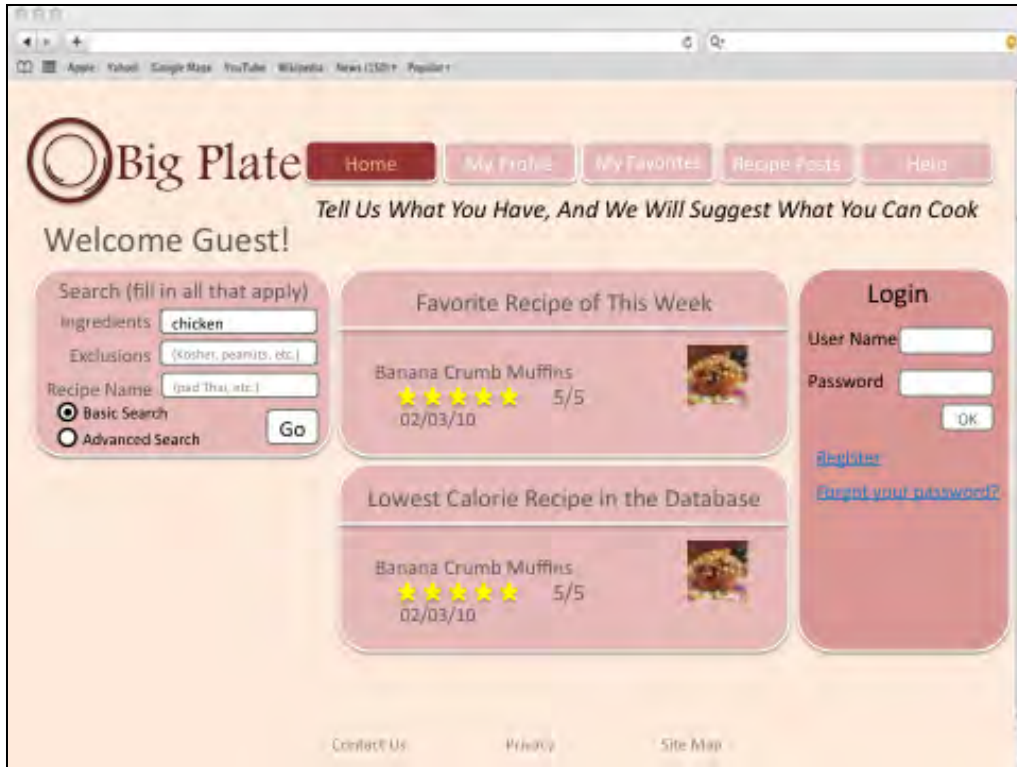 Apple Yahoo! Google Maps YouTube Wikipedia News (150) Popular
Big Plate
Home My Profile My Favorites Recipe Posts Help
Tell Us What You Have, And We Will Suggest What You Can Cook
Welcome Guest!
Search (fill in all that apply)
Ingredients chicken
Exclusions (Kosher, peanuts, etc.)
Recipe Name (pad Thai, etc.)
Basic Search
Advanced Search
Go
Favorite Recipe of This Week
Banana Crumb Muffins
5/5
02/03/10
Lowest Calorie Recipe in the Database
Banana Crumb Muffins
5/5
02/03/10
Login
User Name
Password
OK
Register
Forgot your password?
Contact Us Privacy Site Map